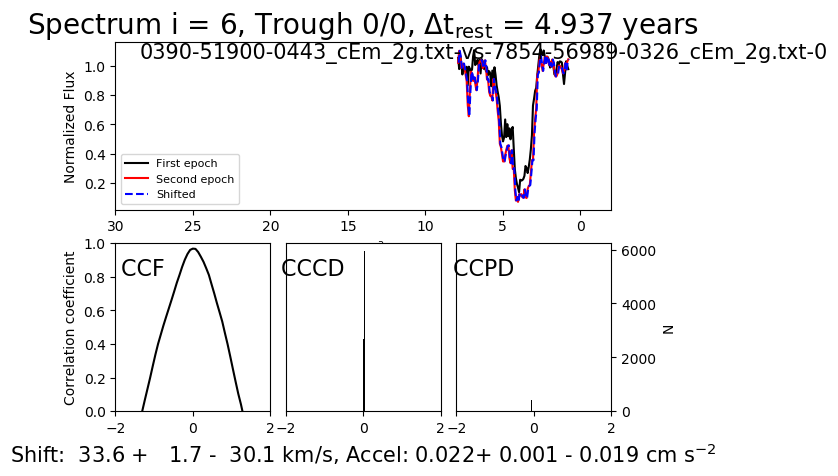 Spectrum i = 6, Trough 0/0, Δt_rest = 4.937 years
0390-51900-0443_cEm_2g.txt-vs-7854-56989-0326_cEm_2g.txt-0
Normalized Flux
1.0
0.8
0.6
0.4
0.2
First epoch
Second epoch
Shifted
30 25 20 15 10 5 0
Correlation coefficient
1.0
0.8
0.6
0.4
0.2
0.0
CCF
CCCD
CCPD
6000
4000
2000
0
N
−2 0 2 −2 0 2 −2 0 2
Shift: 33.6 + 1.7 - 30.1 km/s, Accel: 0.022+ 0.001 - 0.019 cm s⁻²